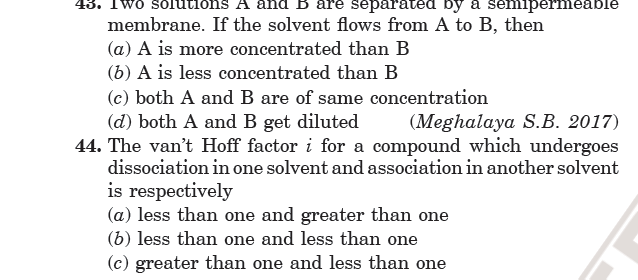 43. Two solutions A and B are separated by a semipermeable
membrane. If the solvent flows from A to B, then
(a) A is more concentrated than B
(b) A is less concentrated than B
(c) both A and B are of same concentration
(d) both A and B get diluted (Meghalaya S.B. 2017)
44. The van't Hoff factor i for a compound which undergoes
dissociation in one solvent and association in another solvent
is respectively
(a) less than one and greater than one
(b) less than one and less than one
(c) greater than one and less than one